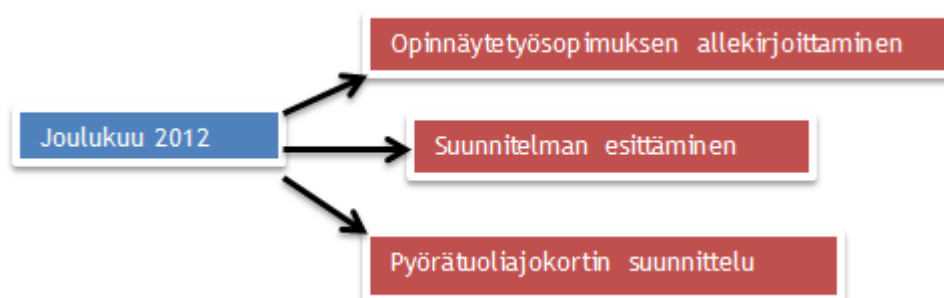 Opinnäytetyösopimuksen allekirjoittaminen
Joulukuu 2012
Suunnitelman esittäminen
Pyörätuoliajokortin suunnittelu